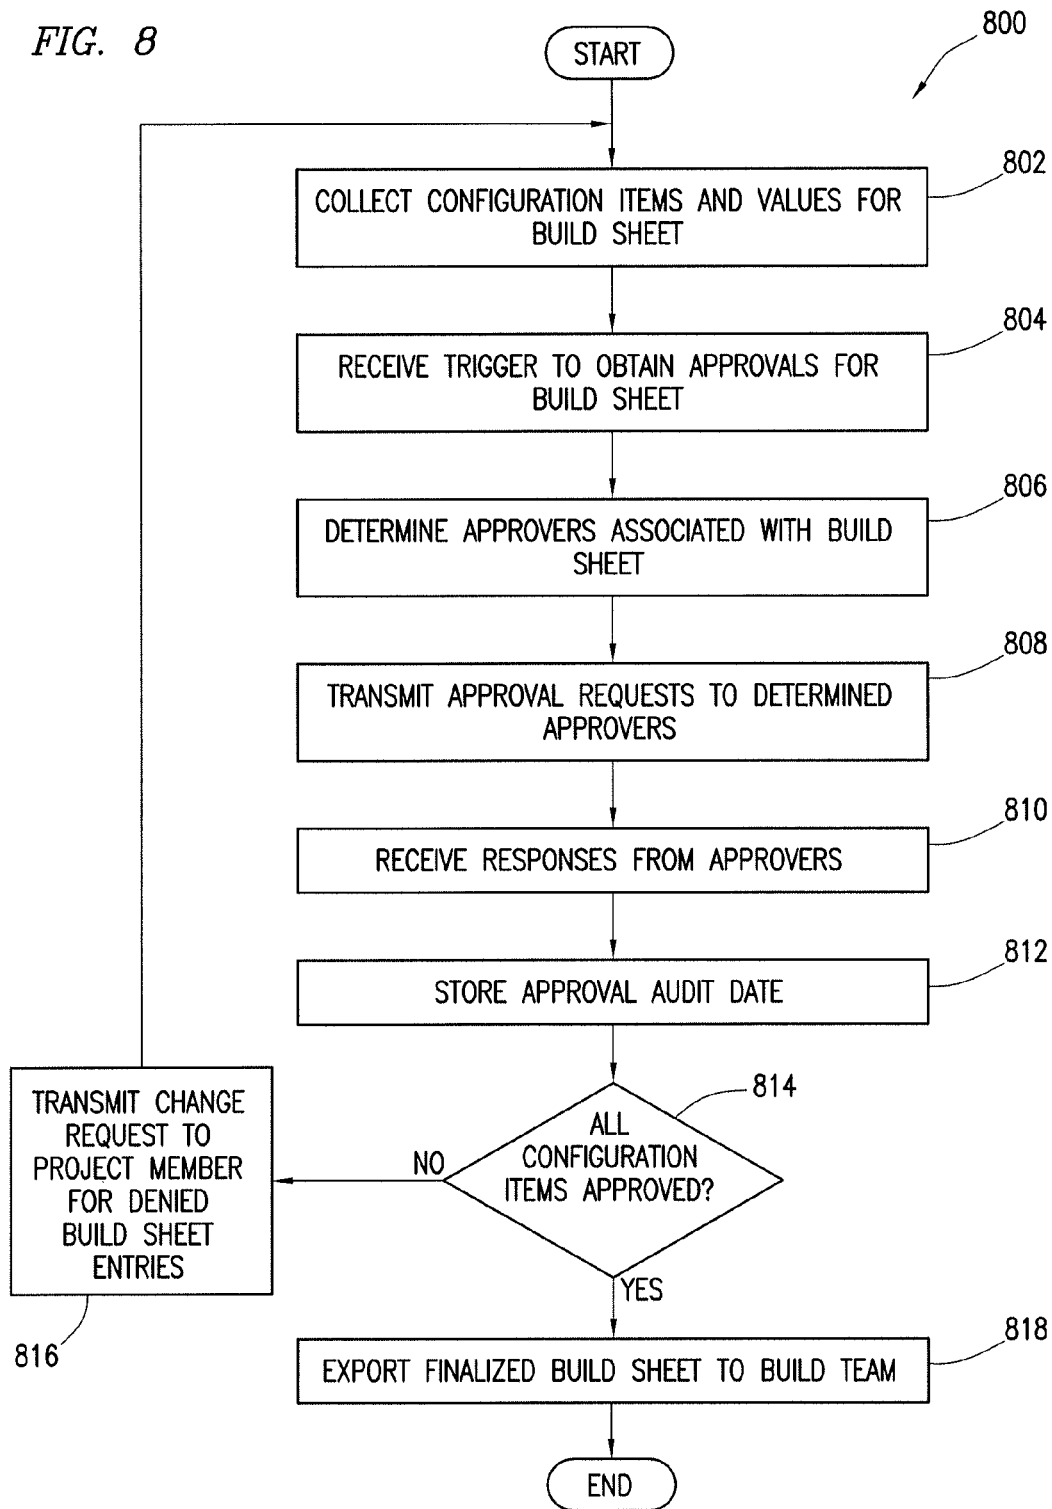 FIG. 8
START
800
COLLECT CONFIGURATION ITEMS AND VALUES FOR
BUILD SHEET
802
RECEIVE TRIGGER TO OBTAIN APPROVALS FOR
BUILD SHEET
804
DETERMINE APPROVERS ASSOCIATED WITH BUILD
SHEET
806
TRANSMIT APPROVAL REQUESTS TO DETERMINED
APPROVERS
808
RECEIVE RESPONSES FROM APPROVERS
810
STORE APPROVAL AUDIT DATE
812
ALL
CONFIGURATION
ITEMS APPROVED?
814
NO
TRANSMIT CHANGE
REQUEST TO
PROJECT MEMBER
FOR DENIED
BUILD SHEET
ENTRIES
816
YES
EXPORT FINALIZED BUILD SHEET TO BUILD TEAM
818
END